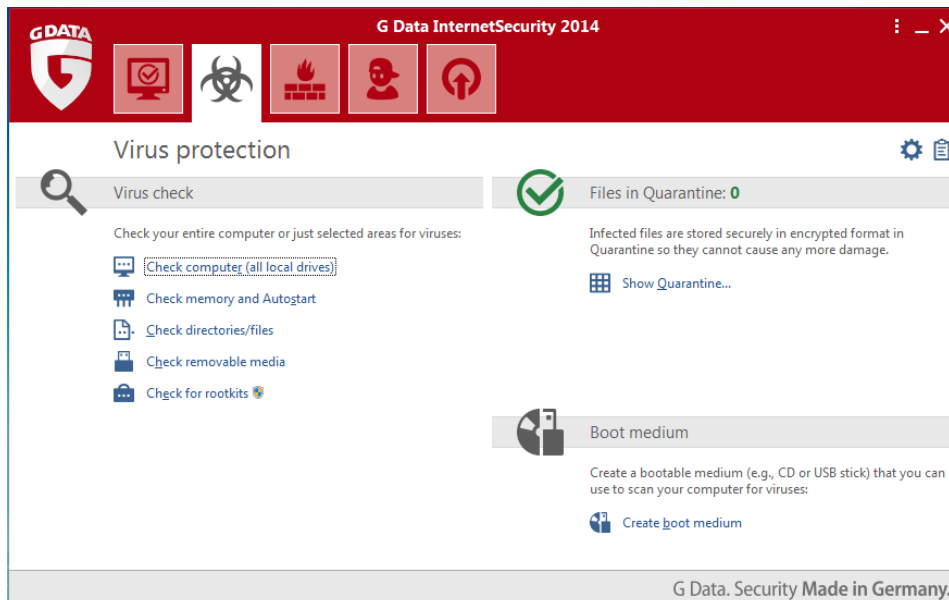 G Data InternetSecurity 2014
G DATA
Virus protection
Virus check
Check your entire computer or just selected areas for viruses:
Check computer (all local drives)
Check memory and Autostart
Check directories/files
Check removable media
Check for rootkits
Files in Quarantine: 0
Infected files are stored securely in encrypted format in
Quarantine so they cannot cause any more damage.
Show Quarantine...
Boot medium
Create a bootable medium (e.g., CD or USB stick) that you can
use to scan your computer for viruses:
Create boot medium
G Data. Security Made in Germany.